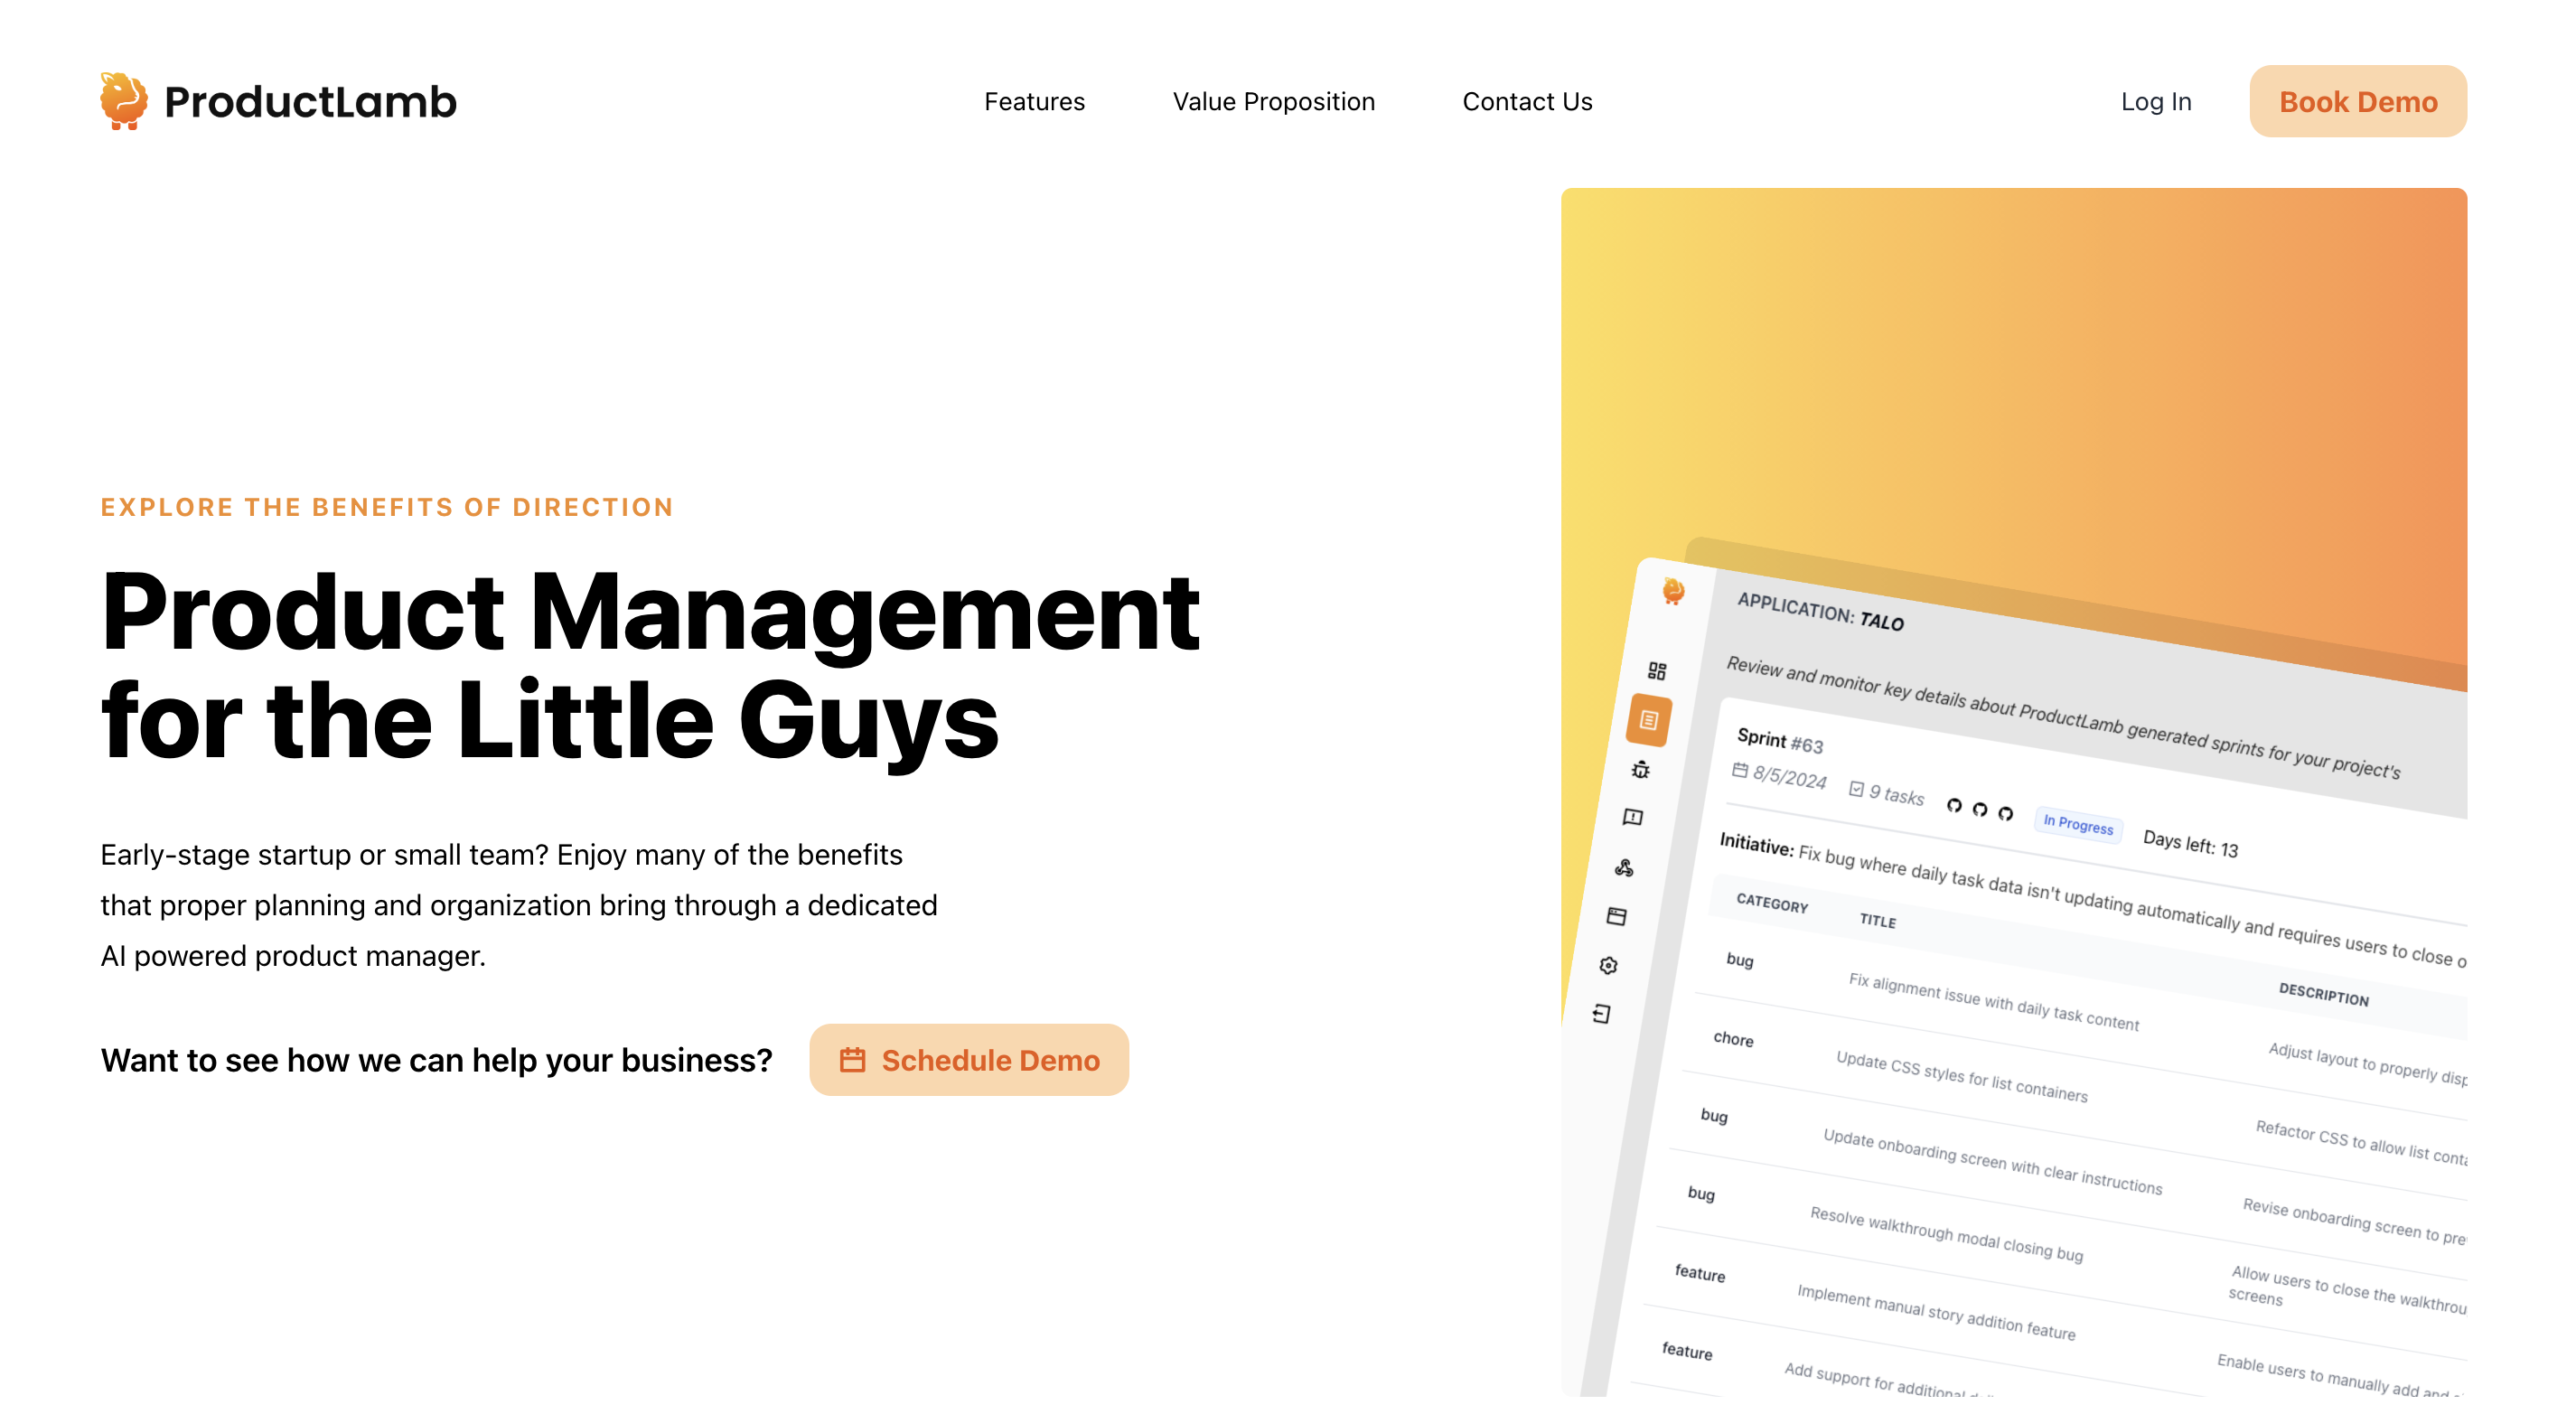 ProductLamb
Features
Value Proposition
Contact Us
Log In
Book Demo
EXPLORE THE BENEFITS OF DIRECTION
Product Management
for the Little Guys
Early-stage startup or small team? Enjoy many of the benefits
that proper planning and organization bring through a dedicated
AI powered product manager.
Want to see how we can help your business?
Schedule Demo
APPLICATION: TALO
Review and monitor key details about ProductLamb generated sprints for your project's
Sprint #63
8/5/2024 9 tasks In Progress Days left: 13
Initiative: Fix bug where daily task data isn't updating automatically and requires users to close
CATEGORY TITLE DESCRIPTION
bug Fix alignment issue with daily task content Adjust layout to properly
chore Update CSS styles for list containers Refactor CSS to allow list
bug Update onboarding screen with clear instructions Revise onboarding screen to
bug Resolve walkthrough modal closing bug Allow users to close the
screens
feature Implement manual story addition feature Enable users to manually add and
feature Add support for additional